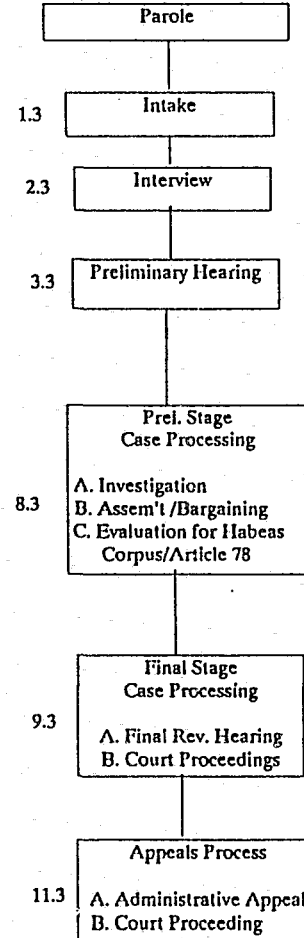 Parole
1.3 Intake
2.3 Interview
3.3 Preliminary Hearing
Prel. Stage
Case Processing
A. Investigation
8.3 B. Assem't /Bargaining
C. Evaluation for Habeas
Corpus/Article 78
Final Stage
Case Processing
9.3
A. Final Rev. Hearing
B. Court Proceedings
Appeals Process
11.3 A. Administrative Appeal
B. Court Proceeding